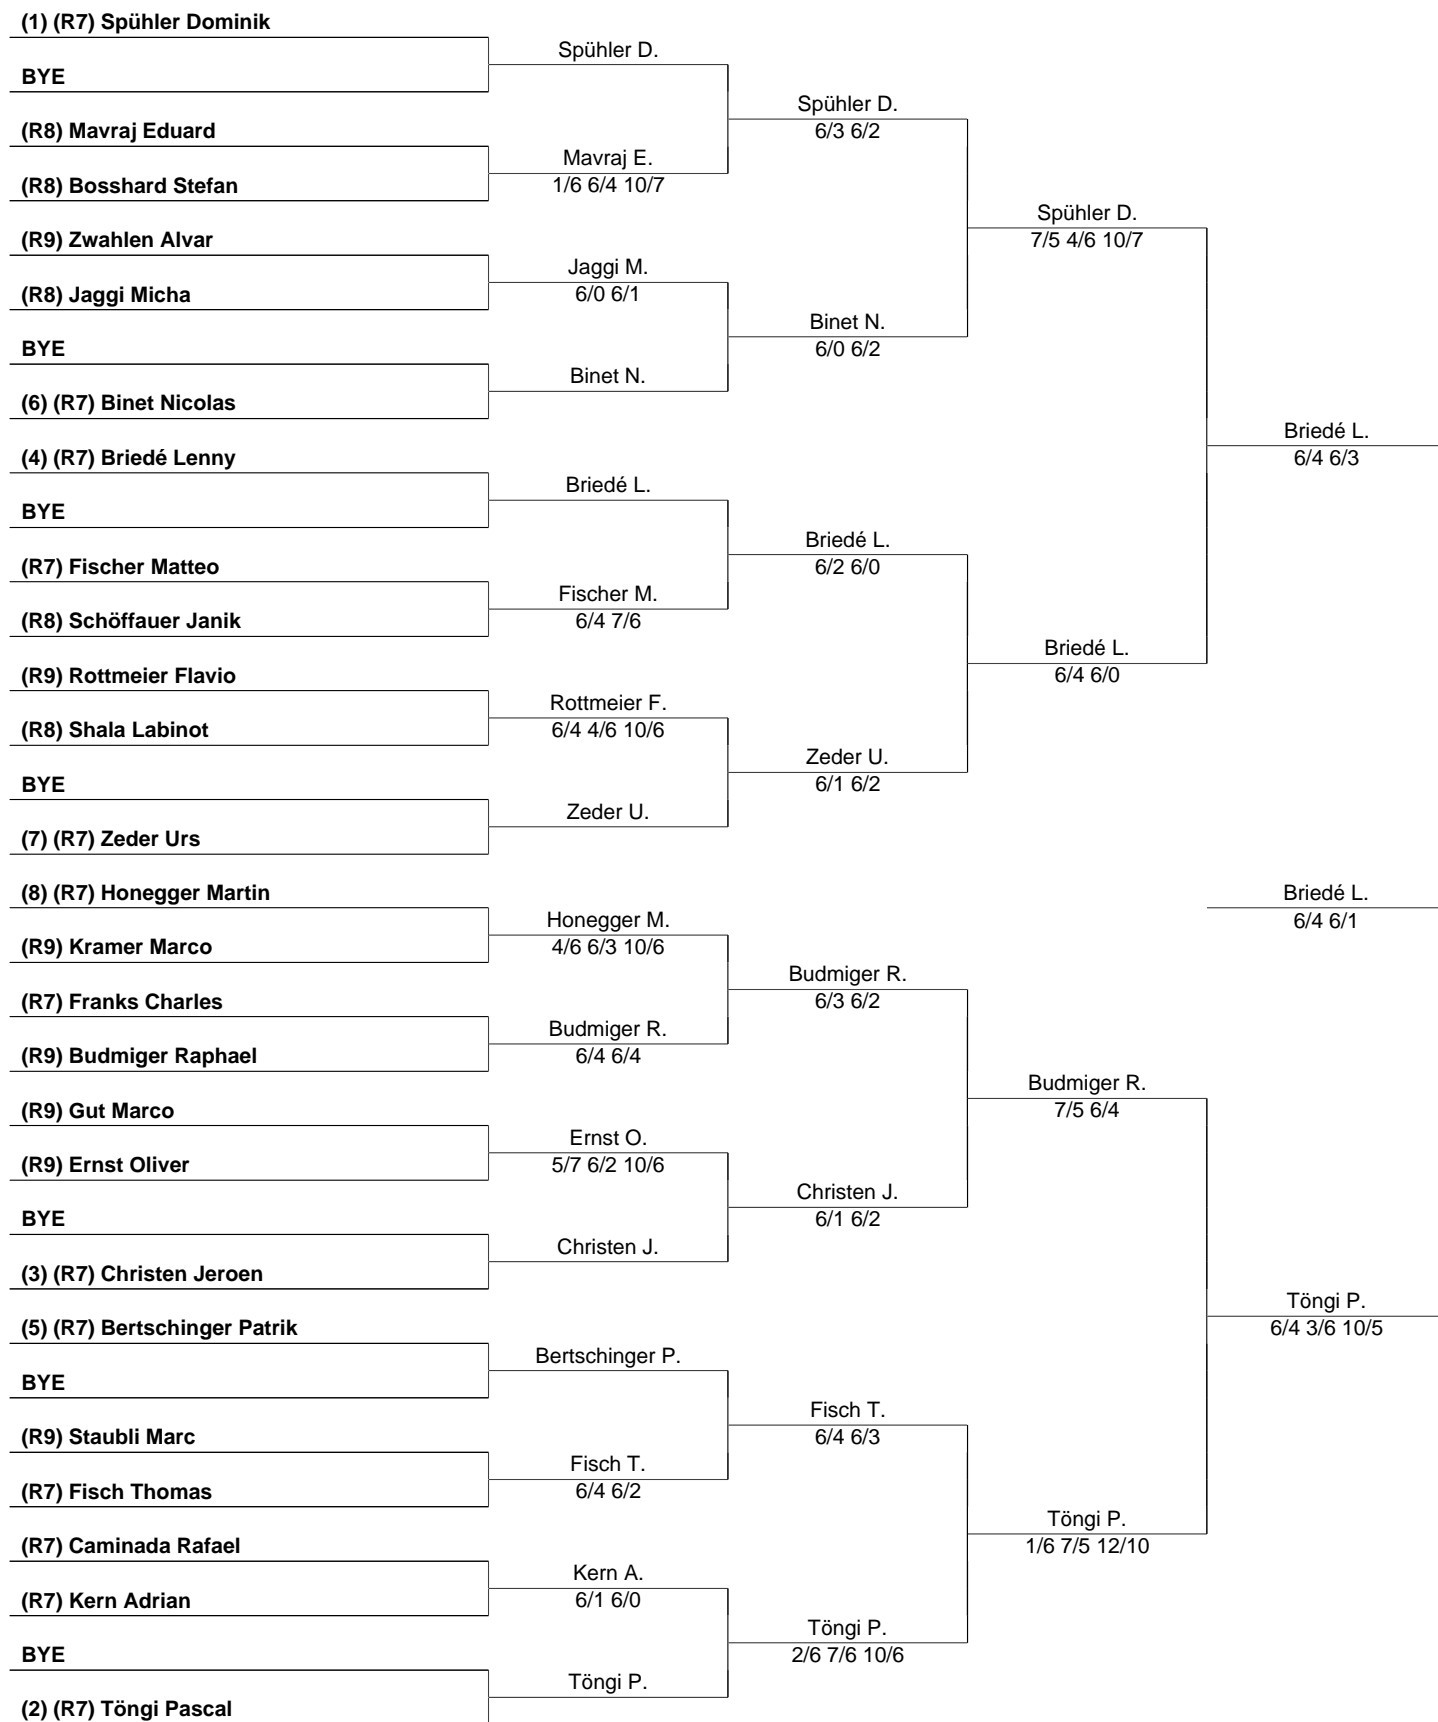 (1) (R7) Spühler Dominik
BYE
(R8) Mavraj Eduard
(R8) Bosshard Stefan
(R9) Zwahlen Alvar
(R8) Jaggi Micha
BYE
(6) (R7) Binet Nicolas
(4) (R7) Briedé Lenny
BYE
(R7) Fischer Matteo
(R8) Schöffauer Janik
(R9) Rottmeier Flavio
(R8) Shala Labinot
BYE
(7) (R7) Zeder Urs
(8) (R7) Honegger Martin
(R9) Kramer Marco
(R7) Franks Charles
(R9) Budmiger Raphael
(R9) Gut Marco
(R9) Ernst Oliver
BYE
(3) (R7) Christen Jeroen
(5) (R7) Bertschinger Patrik
BYE
(R9) Staubli Marc
(R7) Fisch Thomas
(R7) Caminada Rafael
(R7) Kern Adrian
BYE
(2) (R7) Töngi Pascal
Spühler D.
Mavraj E.
1/6 6/4 10/7
Jaggi M.
6/0 6/1
Binet N.
Briedé L.
Fischer M.
6/4 7/6
Rottmeier F.
6/4 4/6 10/6
Zeder U.
Honegger M.
4/6 6/3 10/6
Budmiger R.
6/4 6/4
Ernst O.
5/7 6/2 10/6
Christen J.
Bertschinger P.
Fisch T.
6/4 6/2
Kern A.
6/1 6/0
Töngi P.
Spühler D.
6/3 6/2
Binet N.
6/0 6/2
Briedé L.
6/2 6/0
Zeder U.
6/1 6/2
Budmiger R.
6/3 6/2
Christen J.
6/1 6/2
Fisch T.
6/4 6/3
Töngi P.
2/6 7/6 10/6
Spühler D.
7/5 4/6 10/7
Briedé L.
6/4 6/0
Budmiger R.
7/5 6/4
Töngi P.
1/6 7/5 12/10
Briedé L.
6/4 6/3
Briedé L.
6/4 6/1
Töngi P.
6/4 3/6 10/5